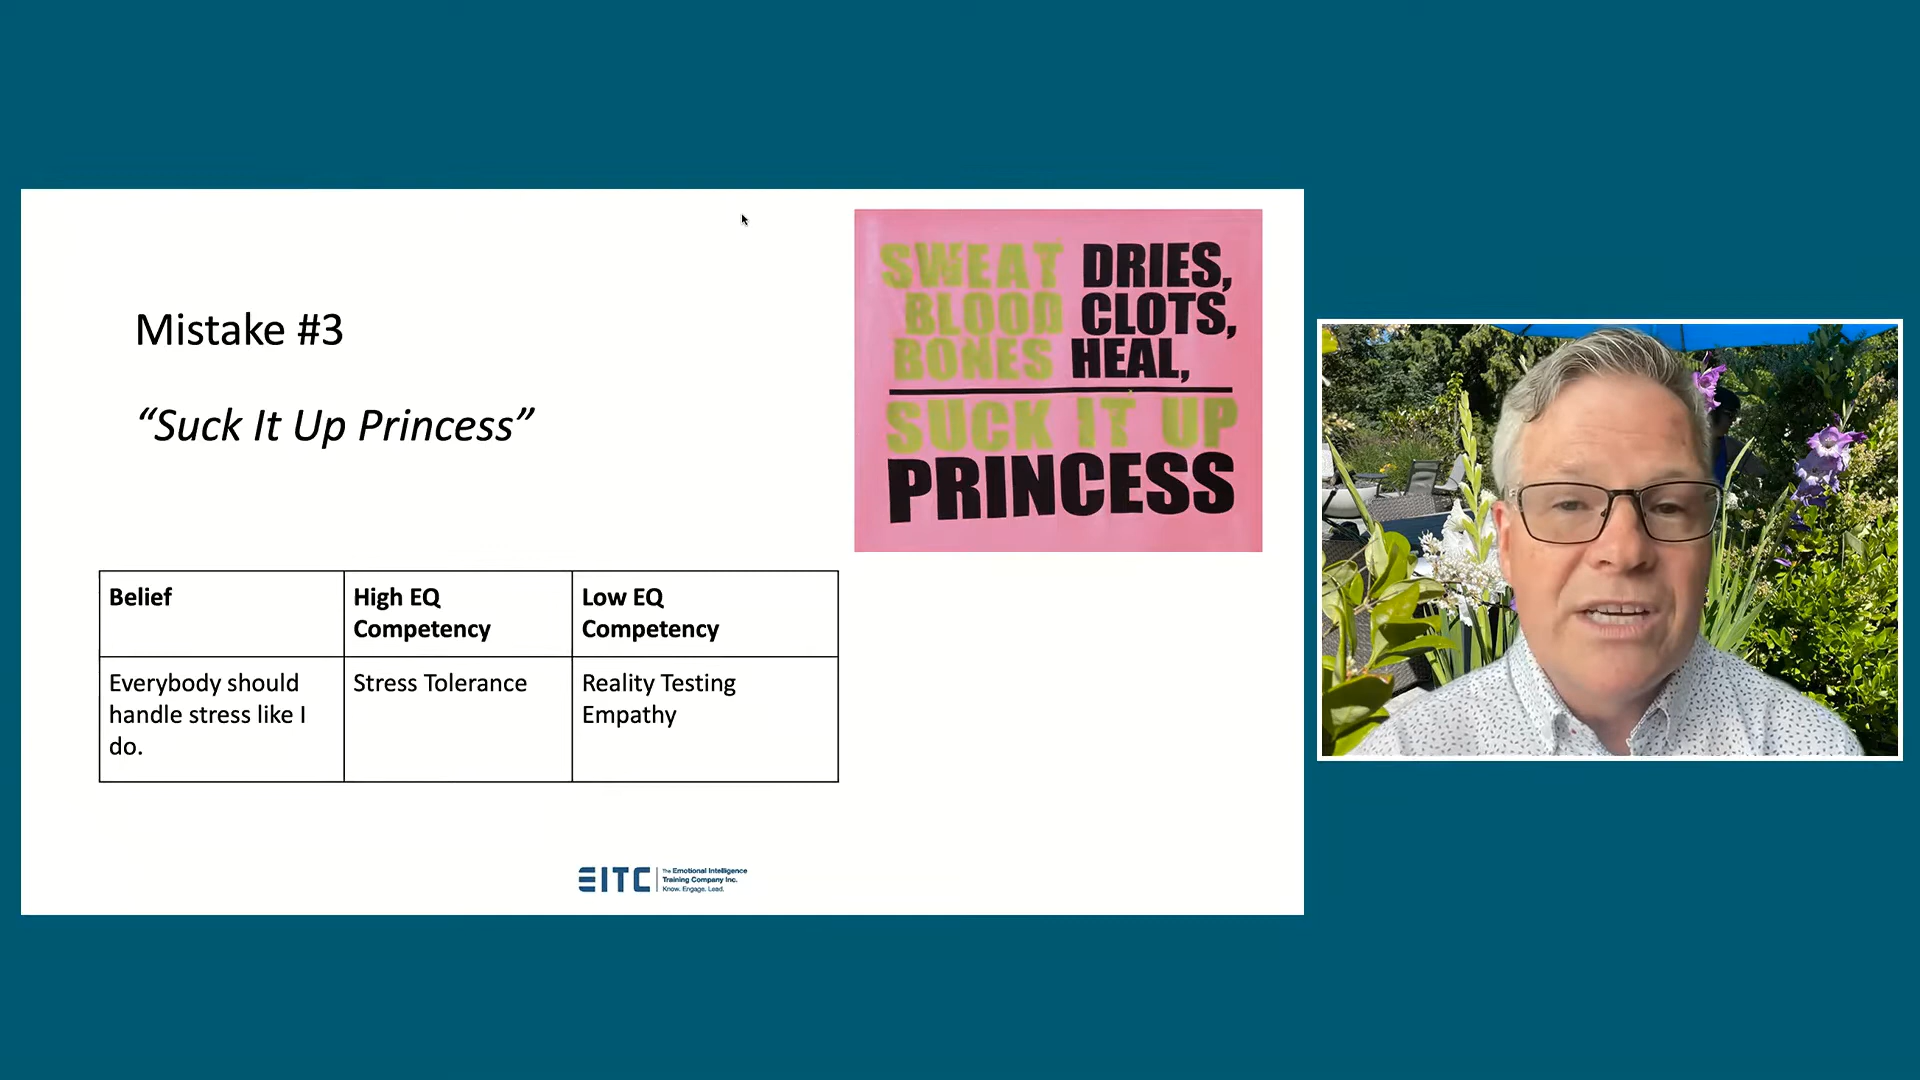 Mistake #3
“Suck It Up Princess”
SWEAT DRIES,
BLOOD CLOTS,
BONES HEAL,
SUCK IT UP
PRINCESS
Belief
High EQ
Competency
Low EQ
Competency
Everybody should
handle stress like I
do.
Stress Tolerance
Reality Testing
Empathy
EITC
The Emotional Intelligence
Training Company Inc.
Know. Engage. Lead.